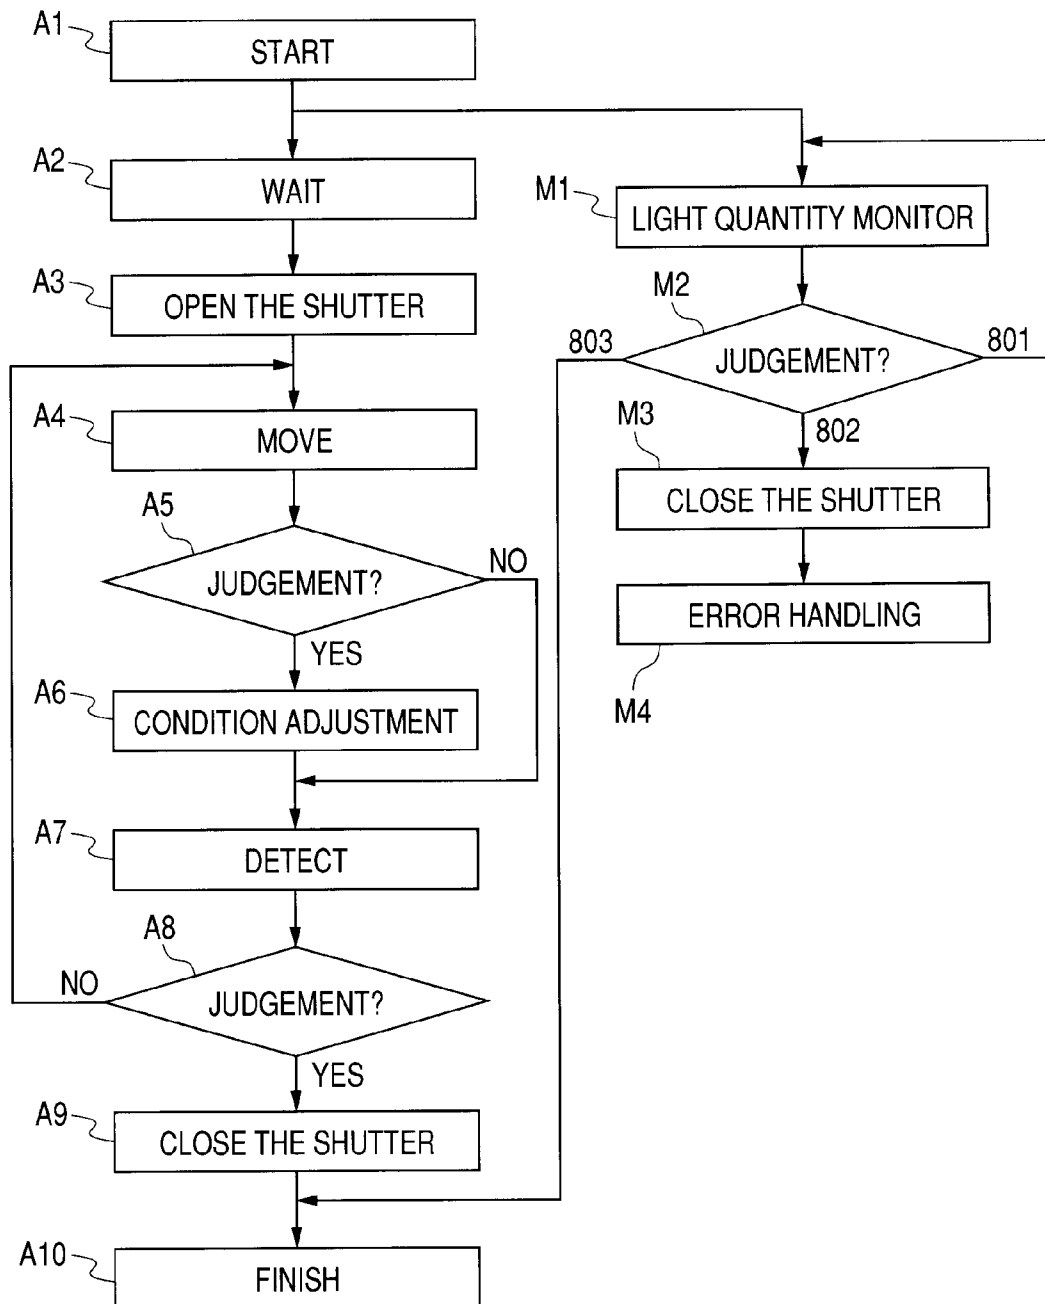 A1
START
A2
WAIT
A3
OPEN THE SHUTTER
A4
MOVE
A5
JUDGEMENT?
NO
YES
A6
CONDITION ADJUSTMENT
A7
DETECT
A8
JUDGEMENT?
NO
YES
A9
CLOSE THE SHUTTER
A10
FINISH
M1
LIGHT QUANTITY MONITOR
M2
803
JUDGEMENT?
801
802
M3
CLOSE THE SHUTTER
ERROR HANDLING
M4